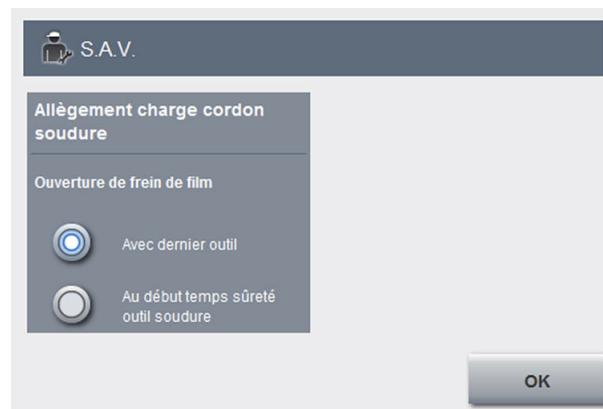 S.A.V.
Allègement charge cordon
soudure
Ouverture de frein de film
Avec dernier outil
Au début temps sûreté
outil soudure
OK